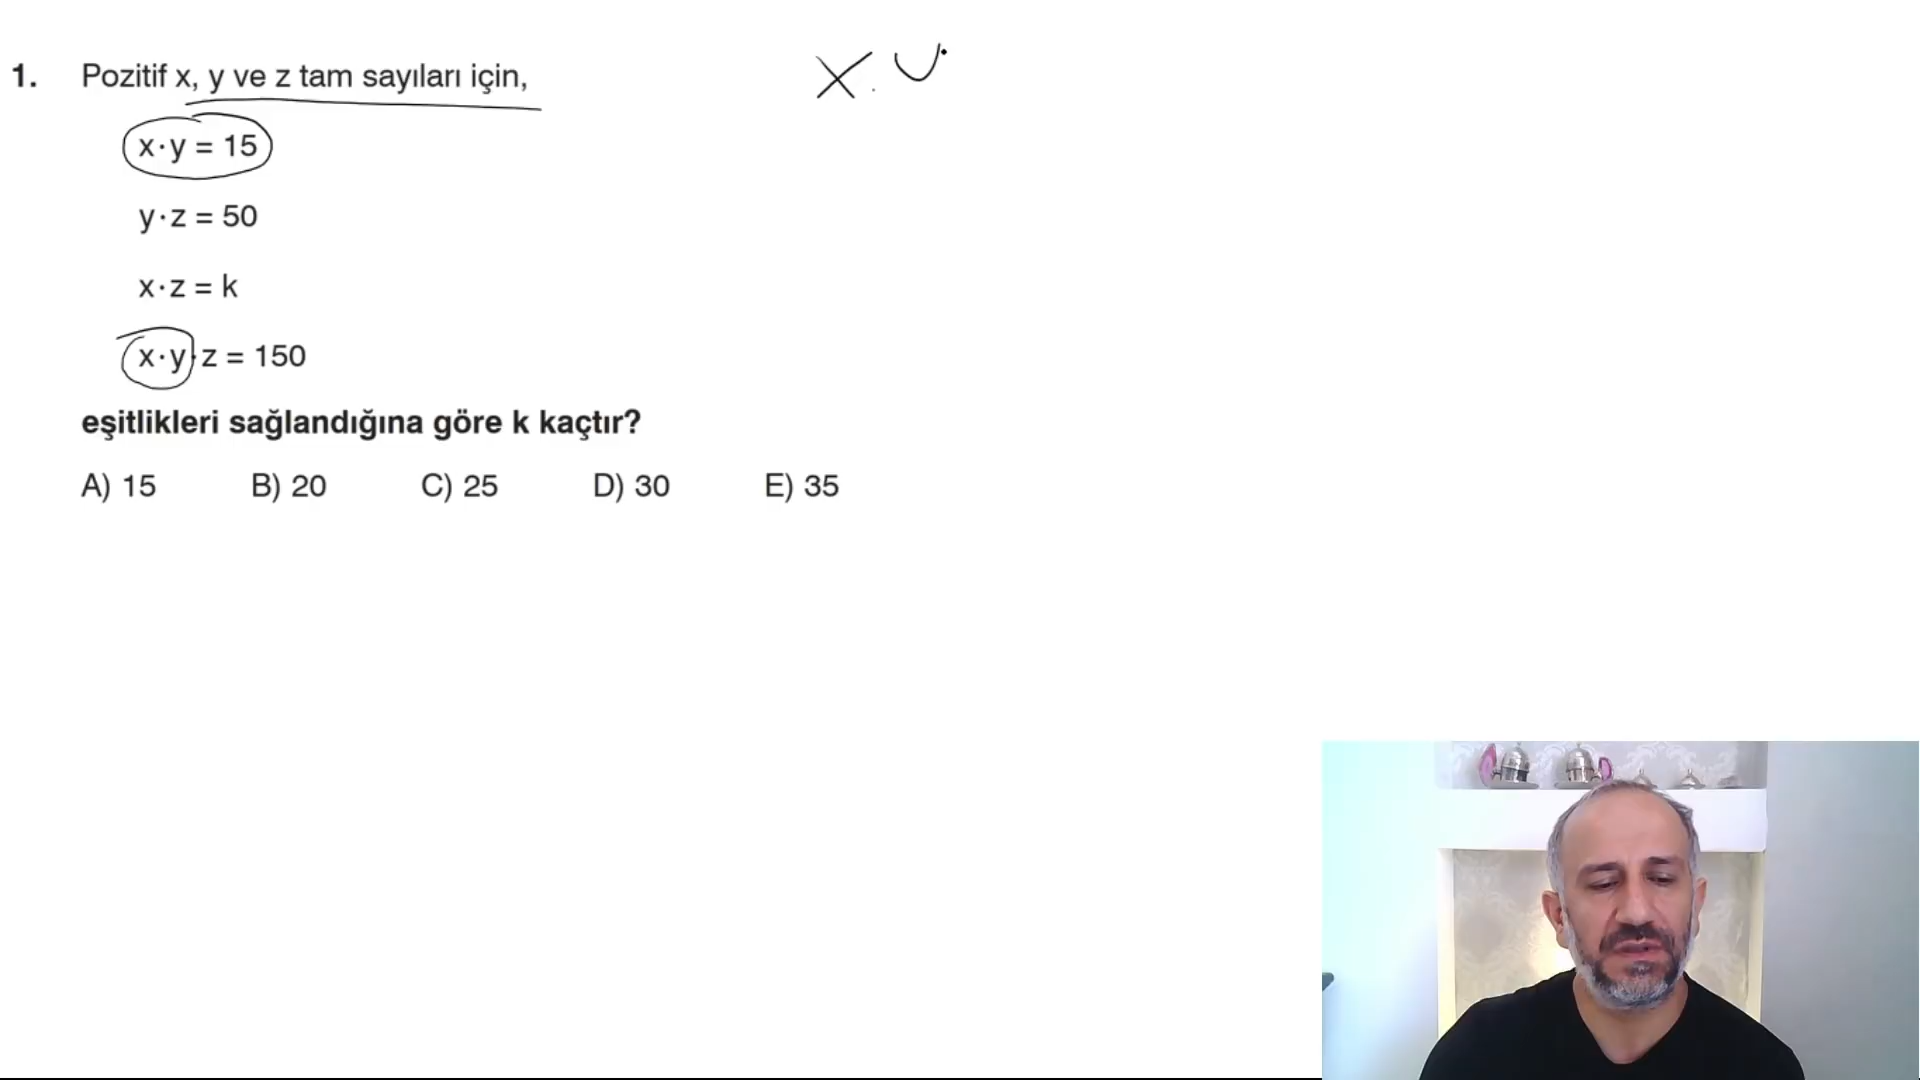 1. Pozitif x, y ve z tam sayıları için,
x·y = 15
y·z = 50
x·z = k
x·y·z = 150
eşitlikleri sağlandığına göre k kaçtır?
A) 15 B) 20 C) 25 D) 30 E) 35
x.